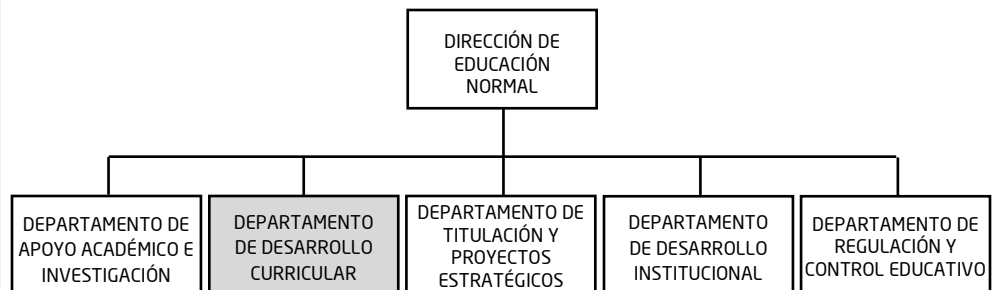 DIRECCIÓN DE
EDUCACIÓN
NORMAL
DEPARTAMENTO DE
APOYO ACADÉMICO E
INVESTIGACIÓN
DEPARTAMENTO
DE DESARROLLO
CURRICULAR
DEPARTAMENTO DE
TITULACIÓN Y
PROYECTOS
ESTRATÉGICOS
DEPARTAMENTO
DE DESARROLLO
INSTITUCIONAL
DEPARTAMENTO DE
REGULACIÓN Y
CONTROL EDUCATIVO